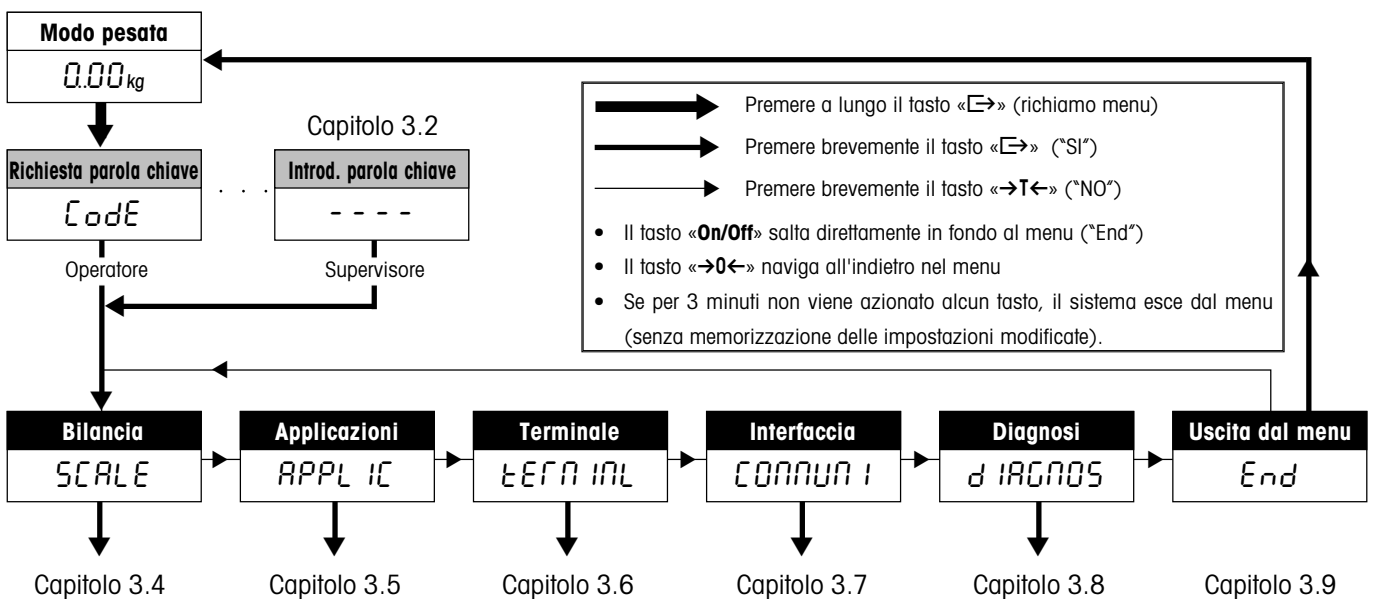 Modo pesata
0.00 kg
Capitolo 3.2
Richiesta parola chiave
. . .
Introd. parola chiave
CodE
- - - -
Operatore
Supervisore
Premere a lungo il tasto «» (richiamo menu)
Premere brevemente il tasto «» ("SI")
Premere brevemente il tasto «→T←» ("NO")
• Il tasto «On/Off» salta direttamente in fondo al menu ("End")
• Il tasto «→0←» naviga all'indietro nel menu
• Se per 3 minuti non viene azionato alcun tasto, il sistema esce dal menu
(senza memorizzazione delle impostazioni modificate).
Bilancia
SCALE
Capitolo 3.4
Applicazioni
APPLIC
Capitolo 3.5
Terminale
tErMINL
Capitolo 3.6
Interfaccia
COMMUNI
Capitolo 3.7
Diagnosi
dIAGNOS
Capitolo 3.8
Uscita dal menu
End
Capitolo 3.9